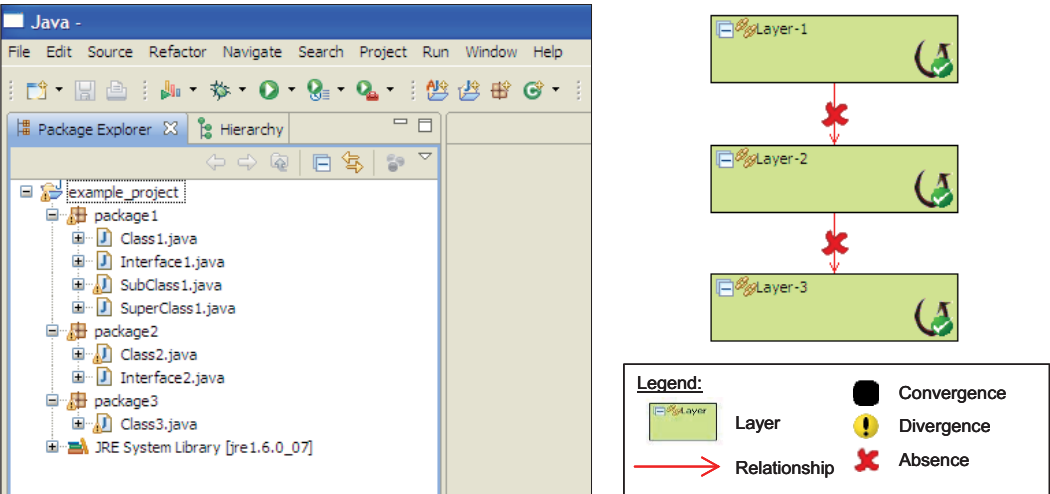 Java -
File Edit Source Refactor Navigate Search Project Run Window Help
Package Explorer Hierarchy
example_project
package1
Class1.java
Interface1.java
SubClass1.java
SuperClass1.java
package2
Class2.java
Interface2.java
package3
Class3.java
JRE System Library [jre1.6.0_07]
Layer-1
Layer-2
Layer-3
Legend:
Layer
Layer
Relationship
Convergence
Divergence
Absence